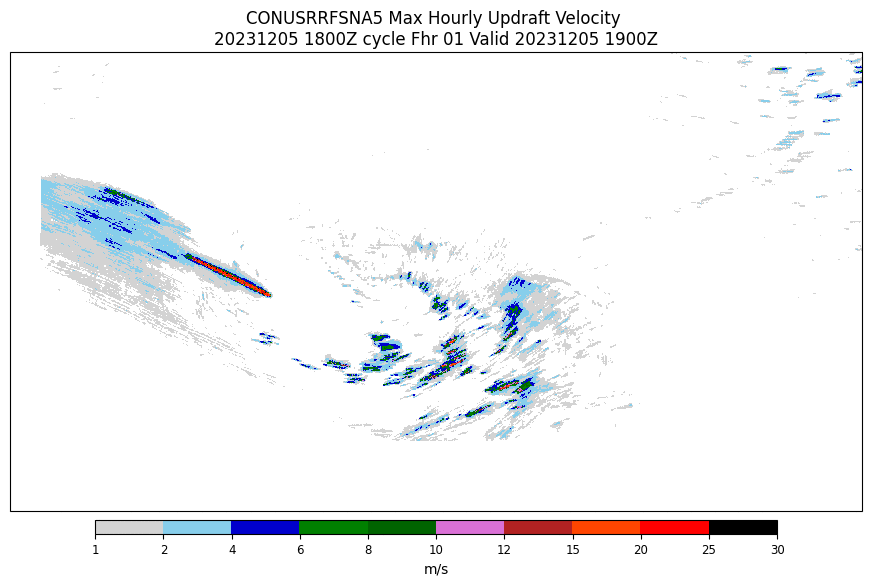 CONUSRRFSNA5 Max Hourly Updraft Velocity
20231205 1800Z cycle Fhr 01 Valid 20231205 1900Z
1 2 4 6 8 10 12 15 20 25 30
m/s